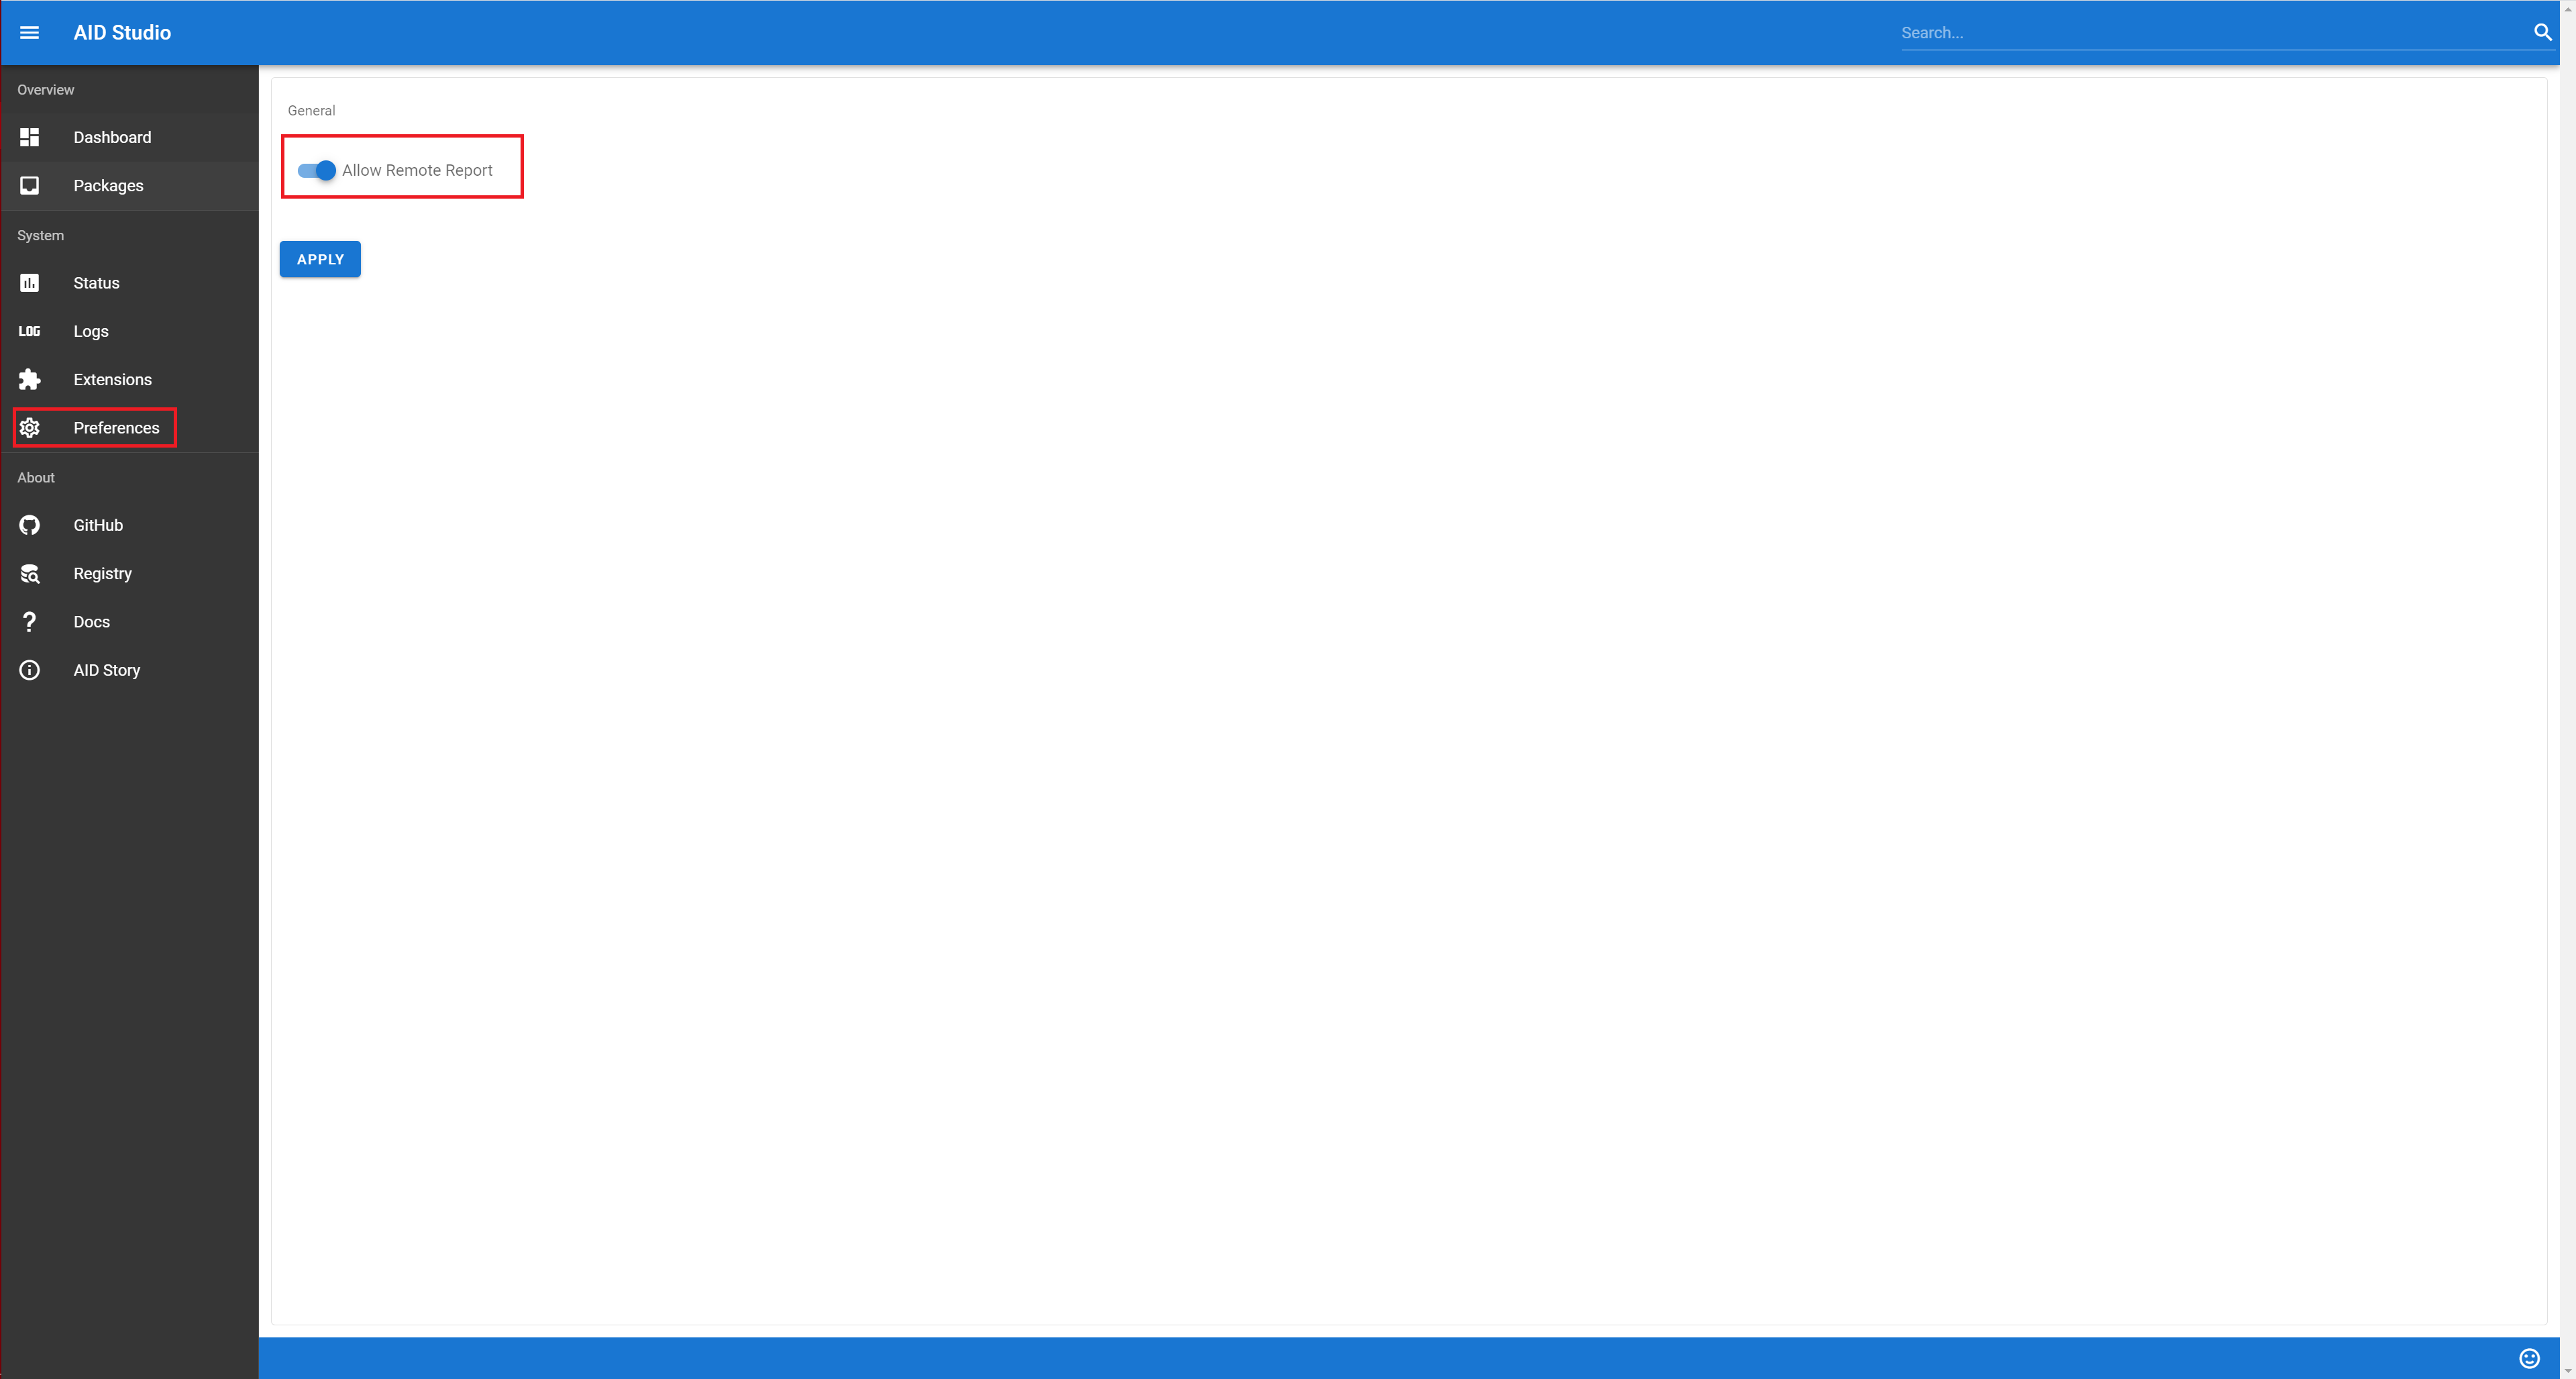 AID Studio
Search...
Overview
Dashboard
Packages
System
Status
LOG
Logs
Extensions
Preferences
About
GitHub
Registry
Docs
AID Story
General
Allow Remote Report
APPLY